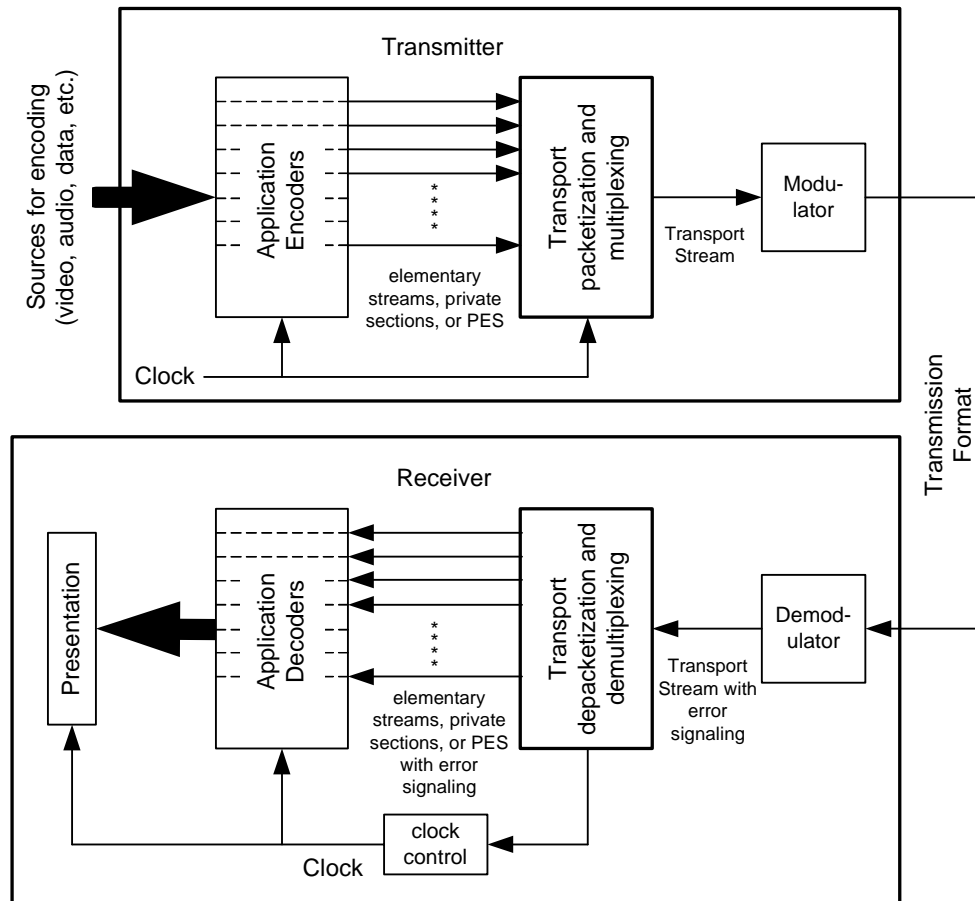 Transmitter
Sources for encoding
(video, audio, data, etc.)
Application
Encoders
* * * *
elementary
streams, private
sections, or PES
Transport
packetization and
multiplexing
Transport
Stream
Modu-
lator
Clock
Transmission
Format
Receiver
Presentation
Application
Decoders
* * * *
elementary
streams, private
sections, or PES
with error
signaling
Transport
depacketization and
demultiplexing
Transport
Stream with
error
signaling
Demod-
ulator
clock
control
Clock